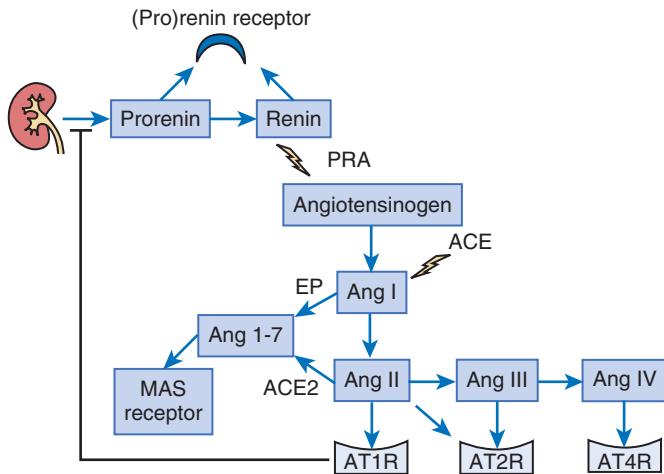 (Pro)renin receptor
Prorenin
Renin
PRA
Angiotensinogen
ACE
EP
Ang I
Ang 1-7
MAS
receptor
ACE2
Ang II
Ang III
Ang IV
AT1R
AT2R
AT4R